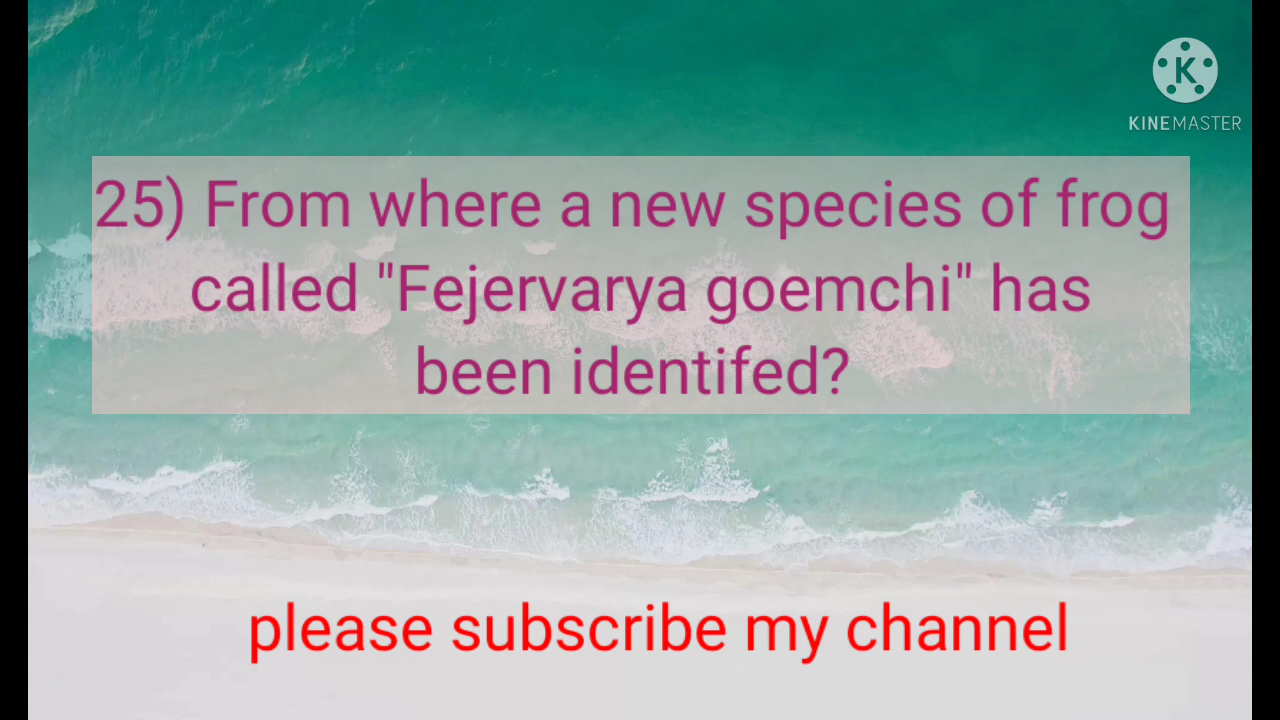 KINEMASTER
25) From where a new species of frog
called "Fejervarya goemchi" has
been identifed?
please subscribe my channel